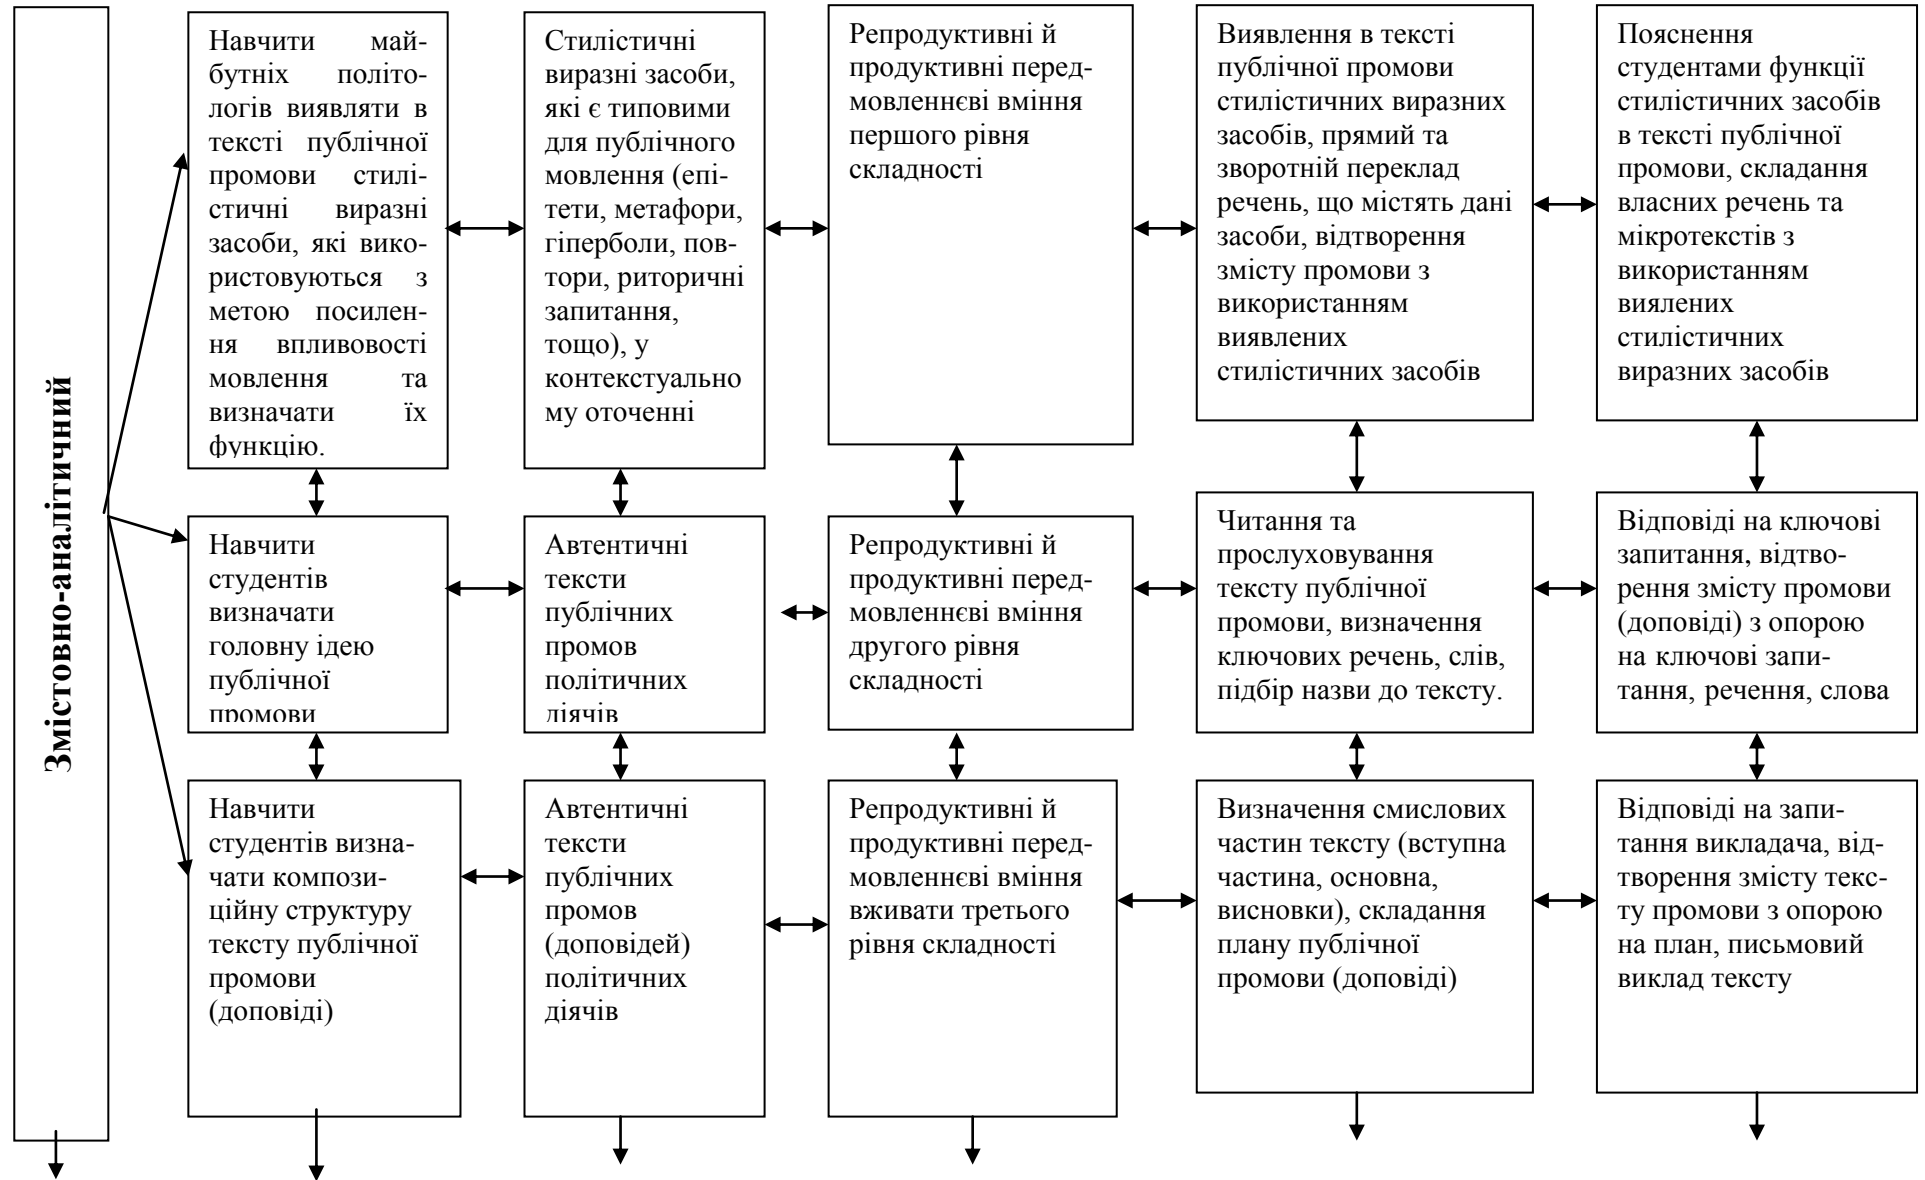 Змістовно-аналітичний
Навчити май-
бутніх політо-
логів виявляти в
тексті публічної
промови стилі-
стичні виразні
засоби, які вико-
ристовуються з
метою посилен-
ня впливовості
мовлення та
визначати їх
функцію.
Стилістичні
виразні засоби,
які є типовими
для публічного
мовлення (епі-
тети, метафори,
гіперболи, пов-
тори, риторичні
запитання,
тощо), у
контекстуально
му оточенні
Репродуктивні й
продуктивні перед-
мовленнєві вміння
першого рівня
складності
Виявлення в тексті
публічної промови
стилістичних виразних
засобів, прямий та
зворотній переклад
речень, що містять дані
засоби, відтворення
змісту промови з
використанням
виявлених
стилістичних засобів
Пояснення
студентами функції
стилістичних засобів
в тексті публічної
промови, складання
власних речень та
мікротекстів з
використанням
виялених
стилістичних
виразних засобів
Навчити
студентів
визначати
головну ідею
публічної
промови
Автентичні
тексти
публічних
промов
політичних
діячів
Репродуктивні й
продуктивні перед-
мовленнєві вміння
другого рівня
складності
Читання та
прослуховування
тексту публічної
промови, визначення
ключових речень, слів,
підбір назви до тексту.
Відповіді на ключові
запитання, відтво-
рення змісту промови
(доповіді) з опорою
на ключові запи-
тання, речення, слова
Навчити
студентів визна-
чати компози-
ційну структуру
тексту публічної
промови
(доповіді)
Автентичні
тексти
публічних
промов
(доповідей)
політичних
діячів
Репродуктивні й
продуктивні перед-
мовленнєві вміння
вживати третього
рівня складності
Визначення смислових
частин тексту (вступна
частина, основна,
висновки), складання
плану публічної
промови (доповіді)
Відповіді на запи-
тання викладача, від-
творення змісту текс-
ту промови з опорою
на план, письмовий
виклад тексту